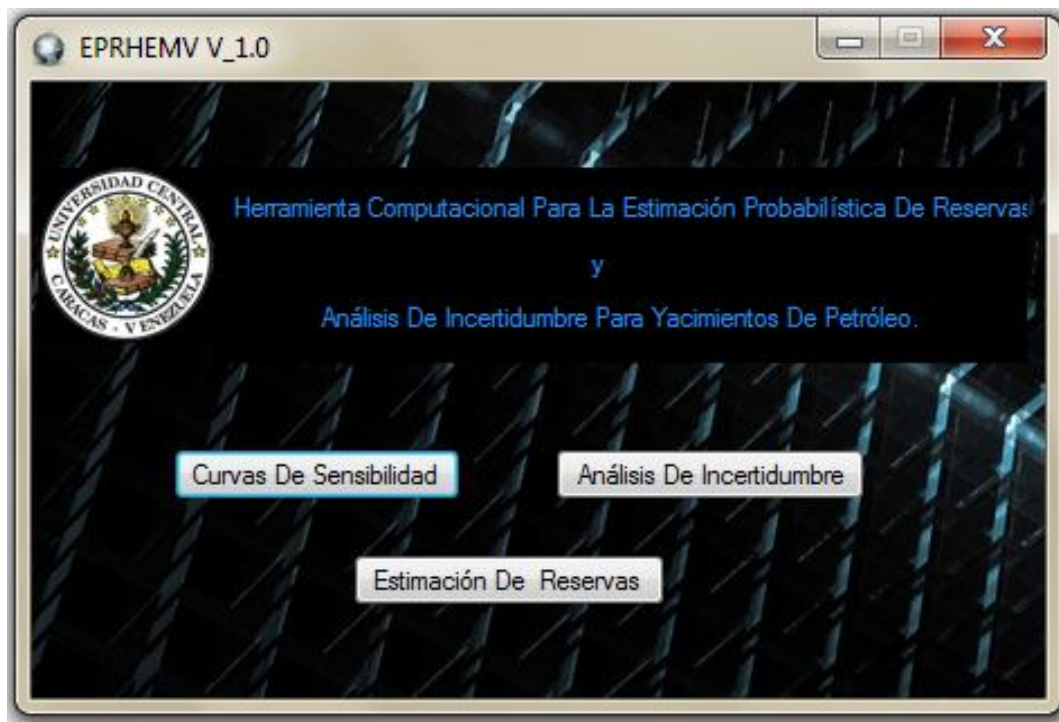 EPRHEMV V_1.0
UNIVERSIDAD CENTRAL
CARACAS - VENEZUELA
Herramienta Computacional Para La Estimación Probabilística De Reservas
y
Análisis De Incertidumbre Para Yacimientos De Petróleo.
Curvas De Sensibilidad
Análisis De Incertidumbre
Estimación De Reservas